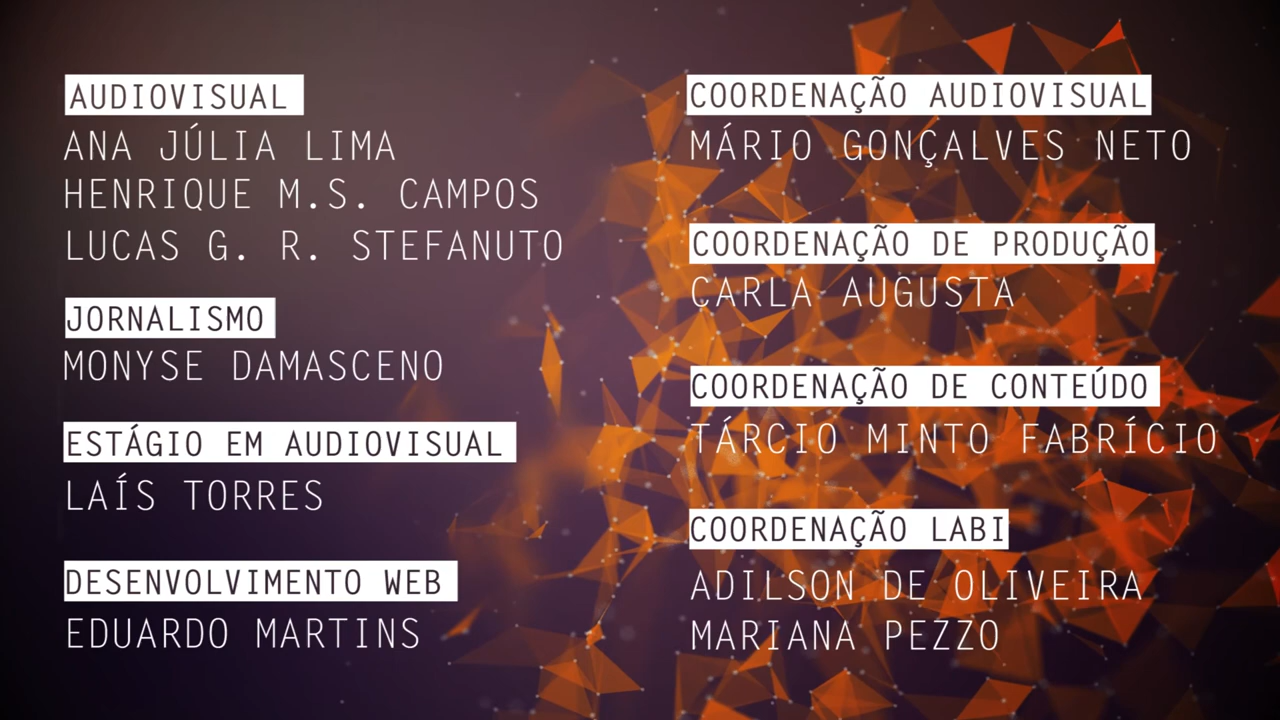 AUDIOVISUAL
ANA JÚLIA LIMA
HENRIQUE M.S. CAMPOS
LUCAS G. R. STEFANUTO
JORNALISMO
MONYSE DAMASCENO
ESTÁGIO EM AUDIOVISUAL
LAÍS TORRES
DESENVOLVIMENTO WEB
EDUARDO MARTINS
COORDENAÇÃO AUDIOVISUAL
MÁRIO GONÇALVES NETO
COORDENAÇÃO DE PRODUÇÃO
CARLA AUGUSTA
COORDENAÇÃO DE CONTEÚDO
TÁRCIO MINTO FABRÍCIO
COORDENAÇÃO LABI
ADILSON DE OLIVEIRA
MARIANA PEZZO